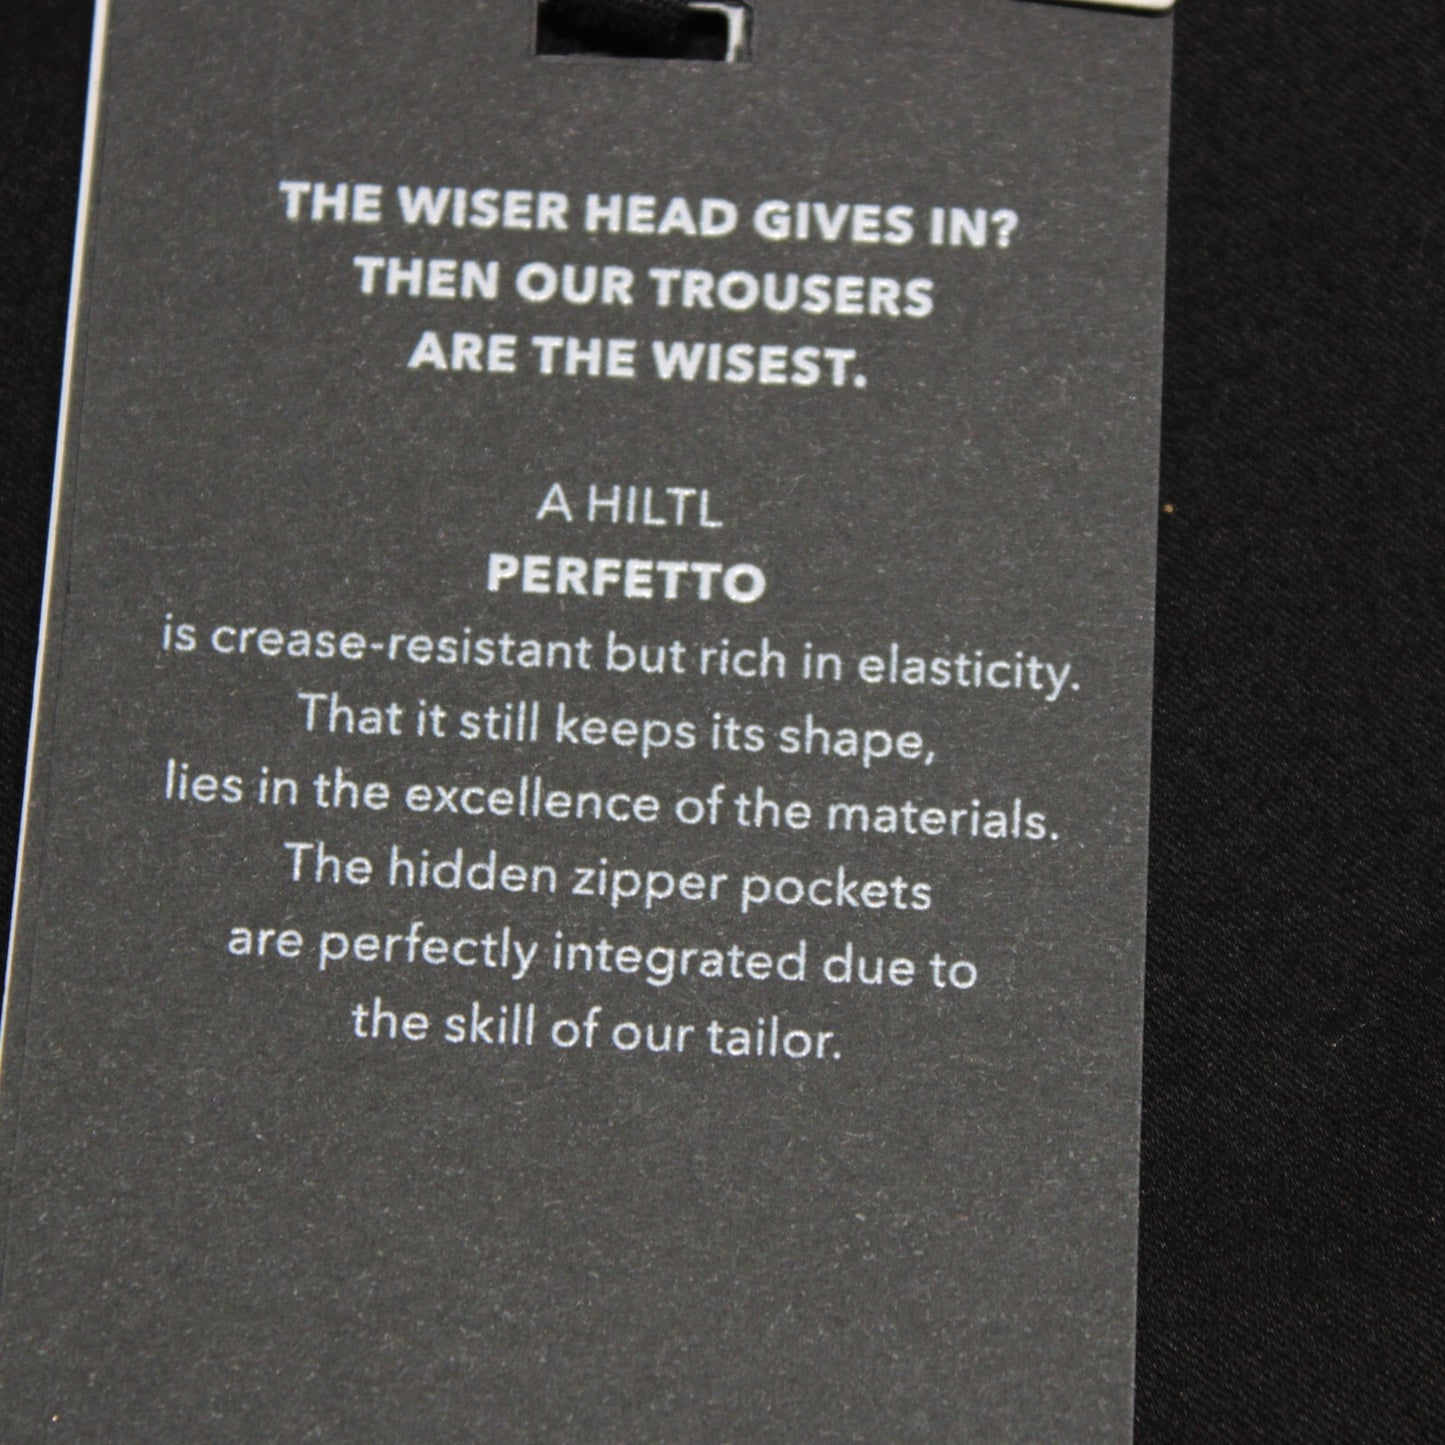 THE WISER HEAD GIVES IN?
THEN OUR TROUSERS
ARE THE WISEST.
A HILTL
PERFETTO
is crease-resistant but rich in elasticity.
That it still keeps its shape,
lies in the excellence of the materials.
The hidden zipper pockets
are perfectly integrated due to
the skill of our tailor.